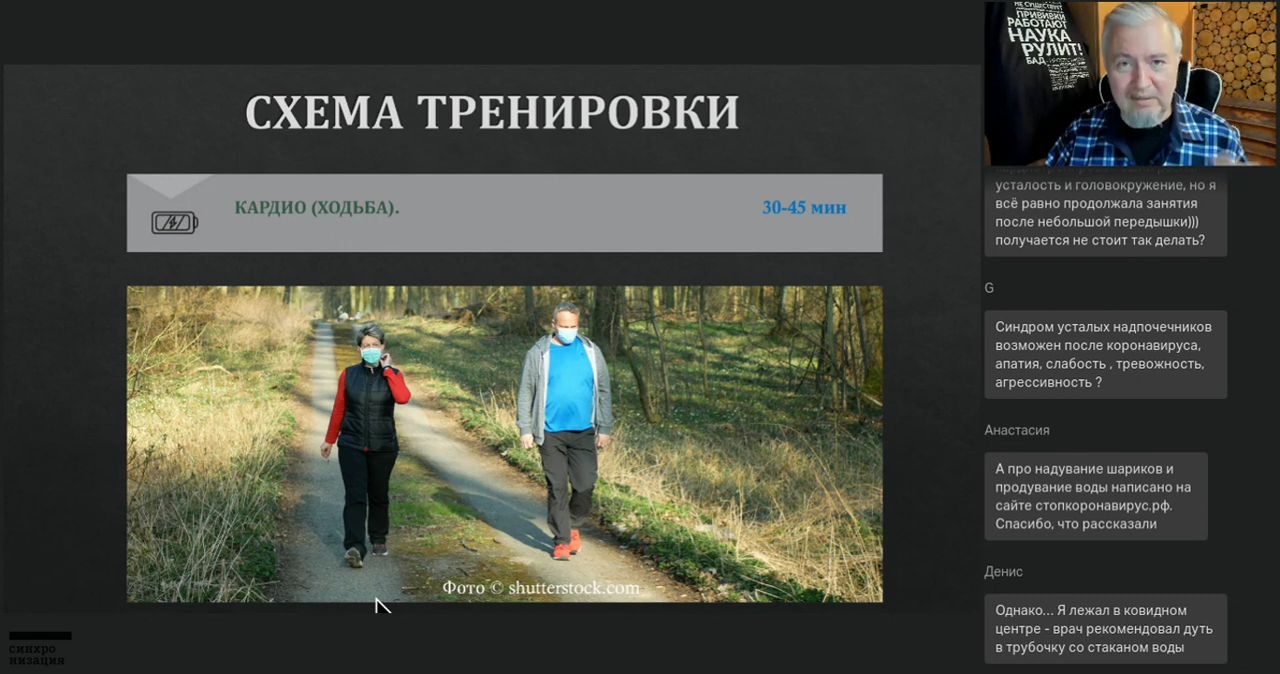 СХЕМА ТРЕНИРОВКИ
КАРДИО (ХОДЬБА).
30-45 мин
Фото © shutterstock.com
синхро
низация
ПРИВИВКИ
РАБОТАЮТ
НАУКА
РУЛИТ!
БАД
усталость и головокружение, но я
всё равно продолжала занятия
после небольшой передышки)))
получается не стоит так делать?
G
Синдром усталых надпочечников
возможен после коронавируса,
апатия, слабость , тревожность,
агрессивность ?
Анастасия
А про надувание шариков и
продувание воды написано на
сайте стопкоронавирус.рф.
Спасибо, что рассказали
Денис
Однако... Я лежал в ковидном
центре - врач рекомендовал дуть
в трубочку со стаканом воды